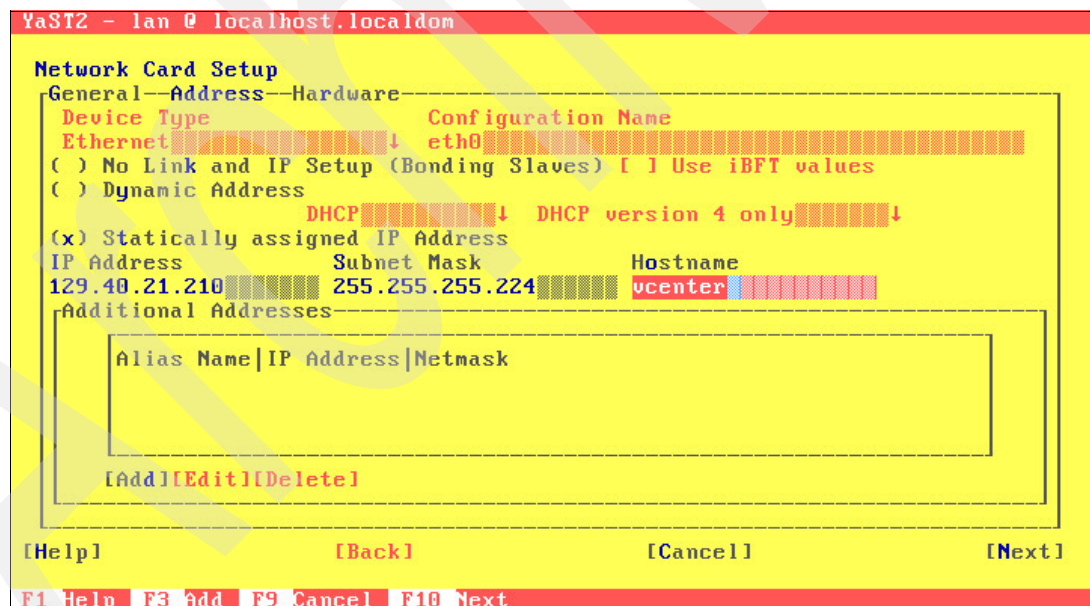 YaST2 - lan @ localhost.localdom
Network Card Setup
General Address Hardware
Device Type Configuration Name
Ethernet eth0
( ) No Link and IP Setup (Bonding Slaves) [ ] Use iBFT values
( ) Dynamic Address
DHCP DHCP version 4 only
(x) Statically assigned IP Address
IP Address Subnet Mask Hostname
129.40.21.210 255.255.255.224 vcenter
Additional Addresses
Alias Name|IP Address|Netmask
[Add][Edit][Delete]
[Help] [Back] [Cancel] [Next]
F1 Help F3 Add F9 Cancel F10 Next